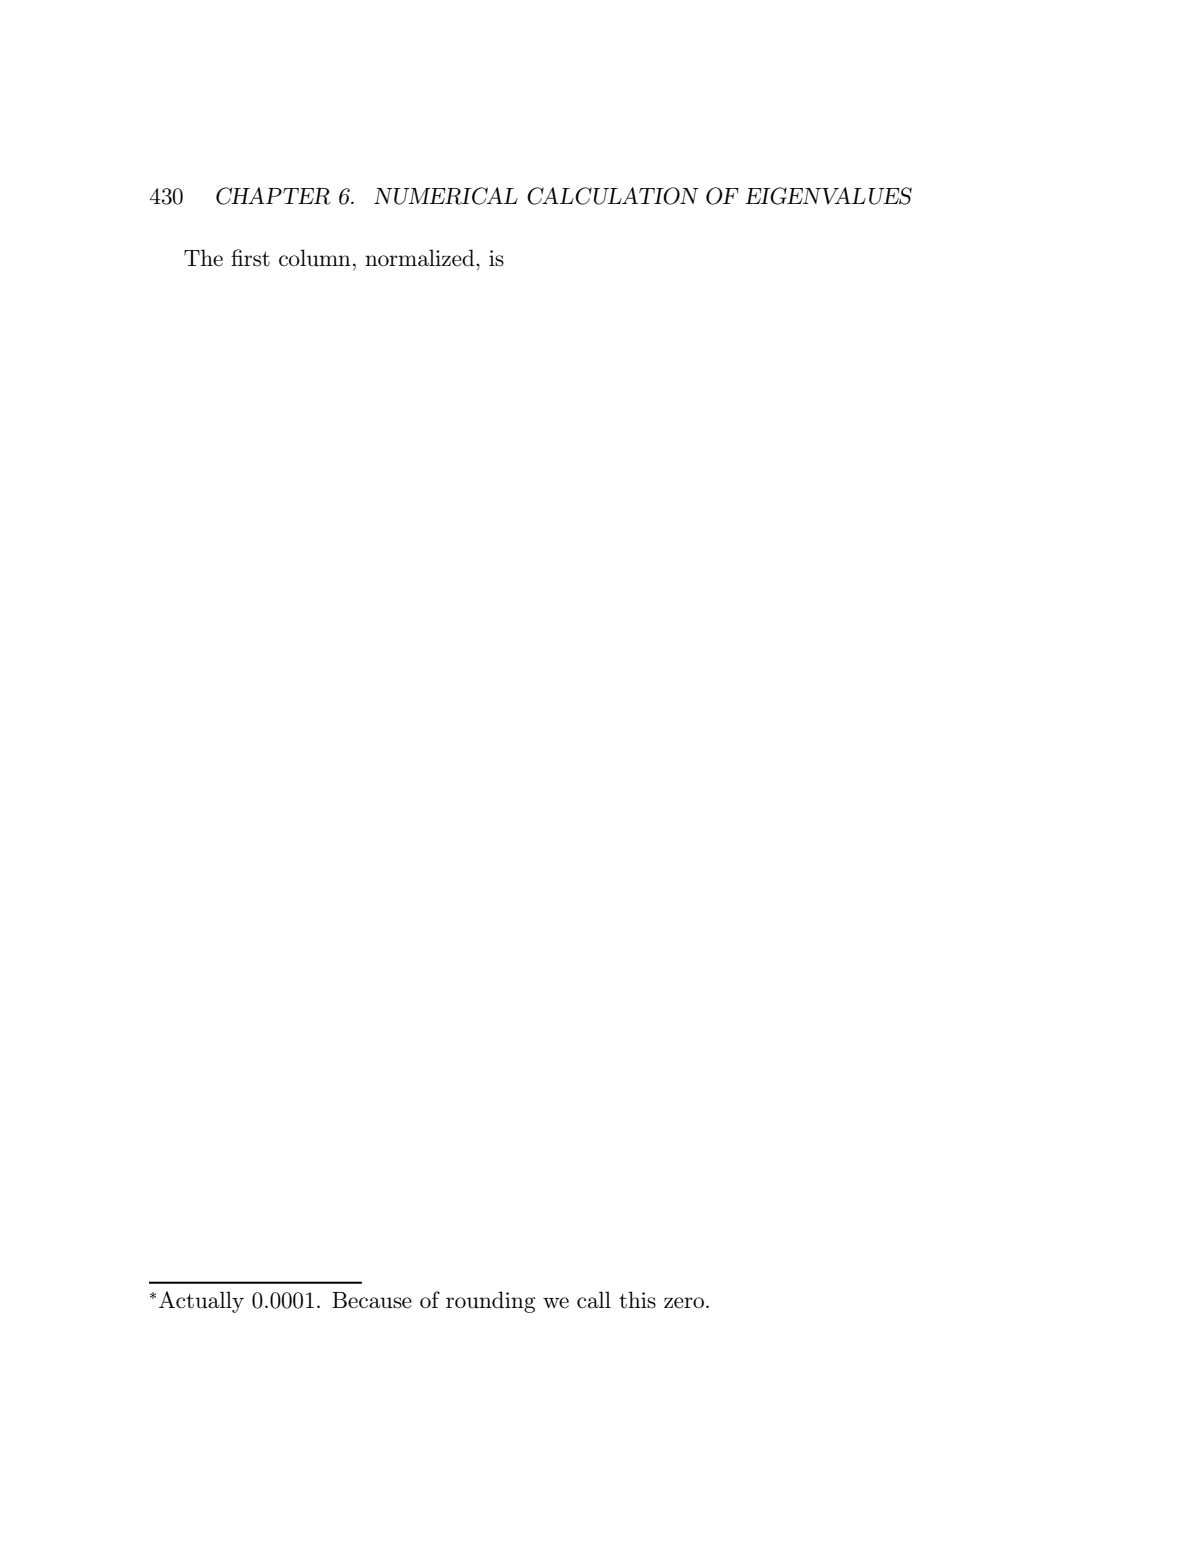 430 CHAPTER 6. NUMERICAL CALCULATION OF EIGENVALUES
The first column, normalized, is
*Actually 0.0001. Because of rounding we call this zero.